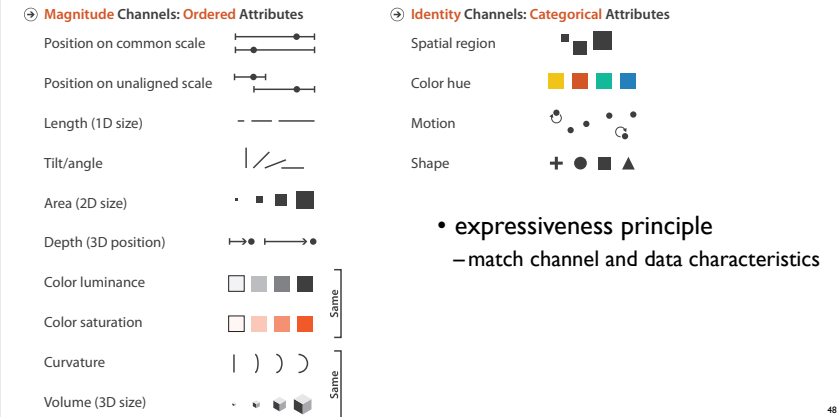 Magnitude Channels: Ordered Attributes
Position on common scale
Position on unaligned scale
Length (1D size)
Tilt/angle
Area (2D size)
Depth (3D position)
Color luminance
Color saturation
Same
Curvature
Volume (3D size)
Same
Identity Channels: Categorical Attributes
Spatial region
Color hue
Motion
Shape
• expressiveness principle
–match channel and data characteristics
48